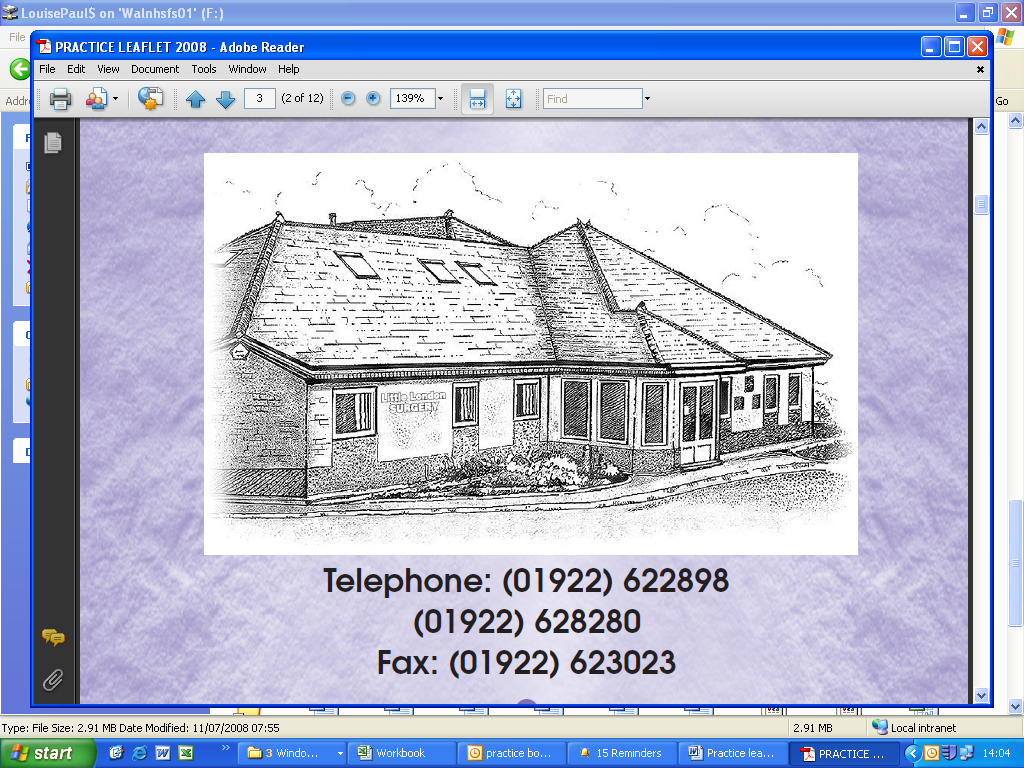 LouisePaul$ on 'Walnhsfs01' (F:)
File
PRACTICE LEAFLET 2008 - Adobe Reader
File Edit View Document Tools Window Help
Addre
3 (2 of 12) 139% Find
Go
Little London
SURGERY
Telephone: (01922) 622898
(01922) 628280
Fax: (01922) 623023
Type: File Size: 2.91 MB Date Modified: 11/07/2008 07:55 2.91 MB Local intranet
start 3 Windo... Workbook practice bo... 15 Reminders Practice lea... PRACTICE ... 14:04